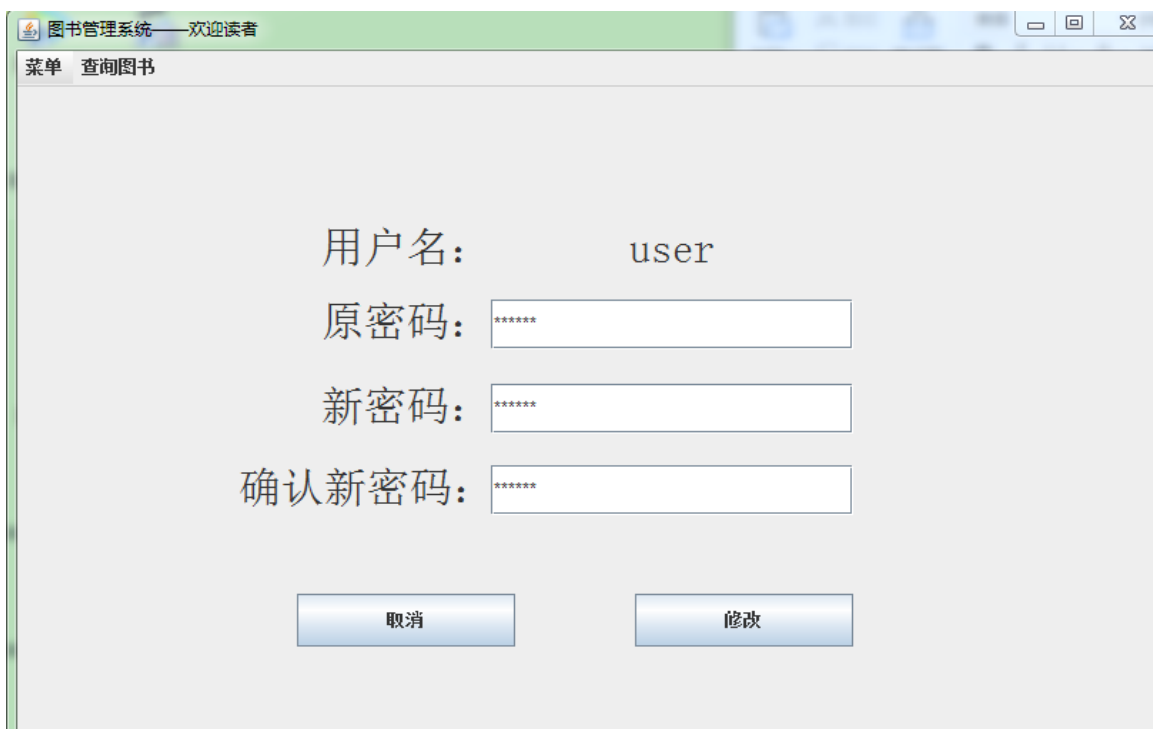 图书管理系统——欢迎读者
菜单 查询图书
用户名： user
原密码： ******
新密码： ******
确认新密码： ******
取消 修改